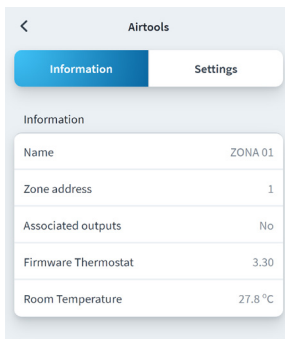 Airtools
Information Settings
Information
Name ZONA 01
Zone address 1
Associated outputs No
Firmware Thermostat 3.30
Room Temperature 27.8 °C